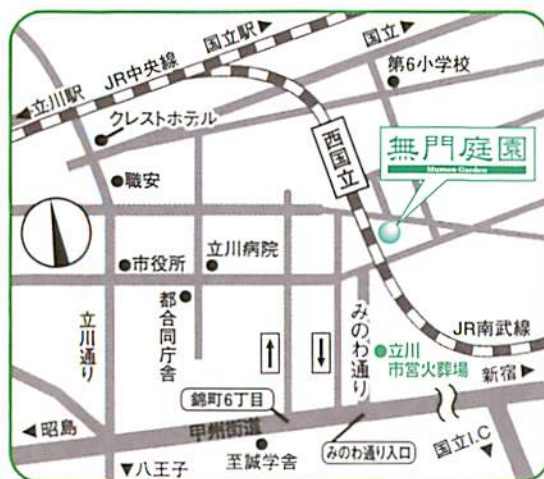 国立駅
国立
JR中央線
第6小学校
立川駅
クレストホテル
西国立
無門庭園
Mumon Garden
職安
市役所
立川病院
立川通り
都合同庁舎
みのわ通り
JR南武線
立川
市営火葬場
新宿
錦町6丁目
昭島
甲州街道
みのわ通り入口
至誠学舎
国立I.C
八王子